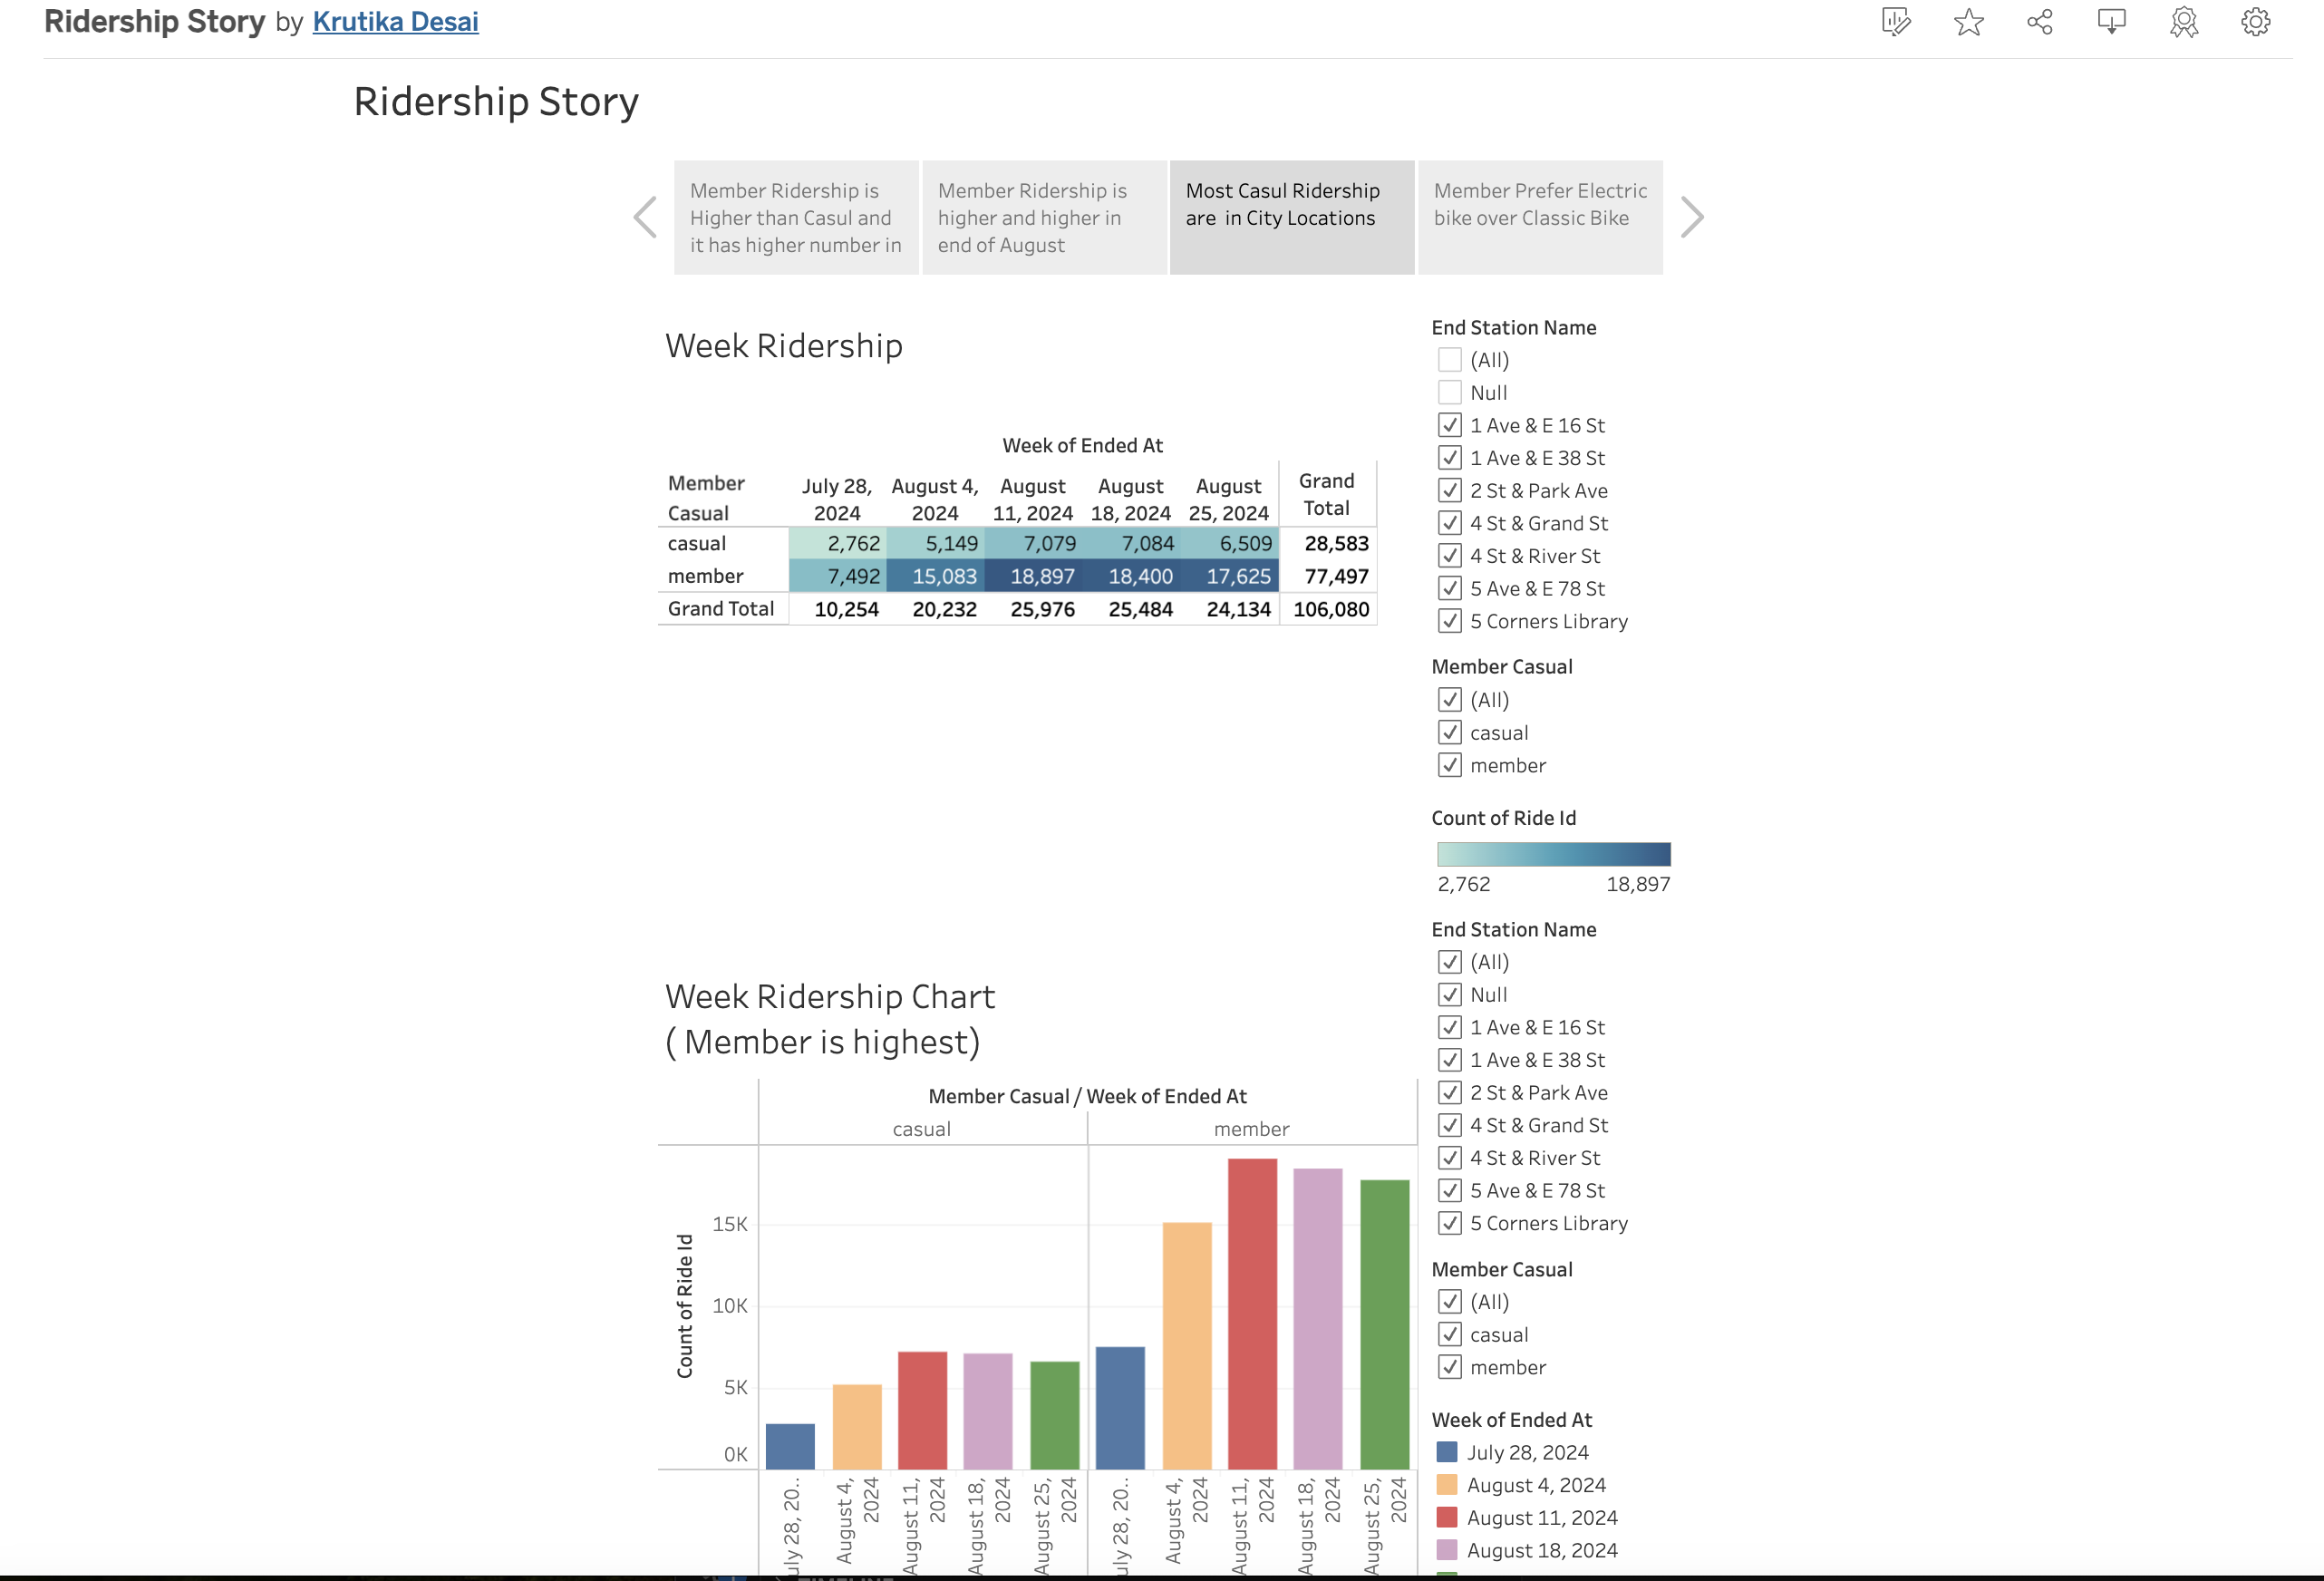 Ridership Story by Krutika Desai
Ridership Story
Member Ridership is
Higher than Casul and
it has higher number in
Member Ridership is
higher and higher in
end of August
Most Casul Ridership
are in City Locations
Member Prefer Electric
bike over Classic Bike
Week Ridership
Week of Ended At
Member
Casual
July 28,
2024
August 4,
2024
August
11, 2024
August
18, 2024
August
25, 2024
Grand
Total
casual 2,762 5,149 7,079 7,084 6,509 28,583
member 7,492 15,083 18,897 18,400 17,625 77,497
Grand Total 10,254 20,232 25,976 25,484 24,134 106,080
End Station Name
(All)
Null
1 Ave & E 16 St
1 Ave & E 38 St
2 St & Park Ave
4 St & Grand St
4 St & River St
5 Ave & E 78 St
5 Corners Library
Member Casual
(All)
casual
member
Count of Ride Id
2,762 18,897
End Station Name
(All)
Null
1 Ave & E 16 St
1 Ave & E 38 St
2 St & Park Ave
4 St & Grand St
4 St & River St
5 Ave & E 78 St
5 Corners Library
Member Casual
(All)
casual
member
Week of Ended At
July 28, 2024
August 4, 2024
August 11, 2024
August 18, 2024
Week Ridership Chart
( Member is highest)
Member Casual / Week of Ended At
casual member
Count of Ride Id
15K
10K
5K
0K
uly 28, 20..
August 4,
2024
August 11,
2024
August 18,
2024
August 25,
2024
uly 28, 20..
August 4,
2024
August 11,
2024
August 18,
2024
August 25,
2024